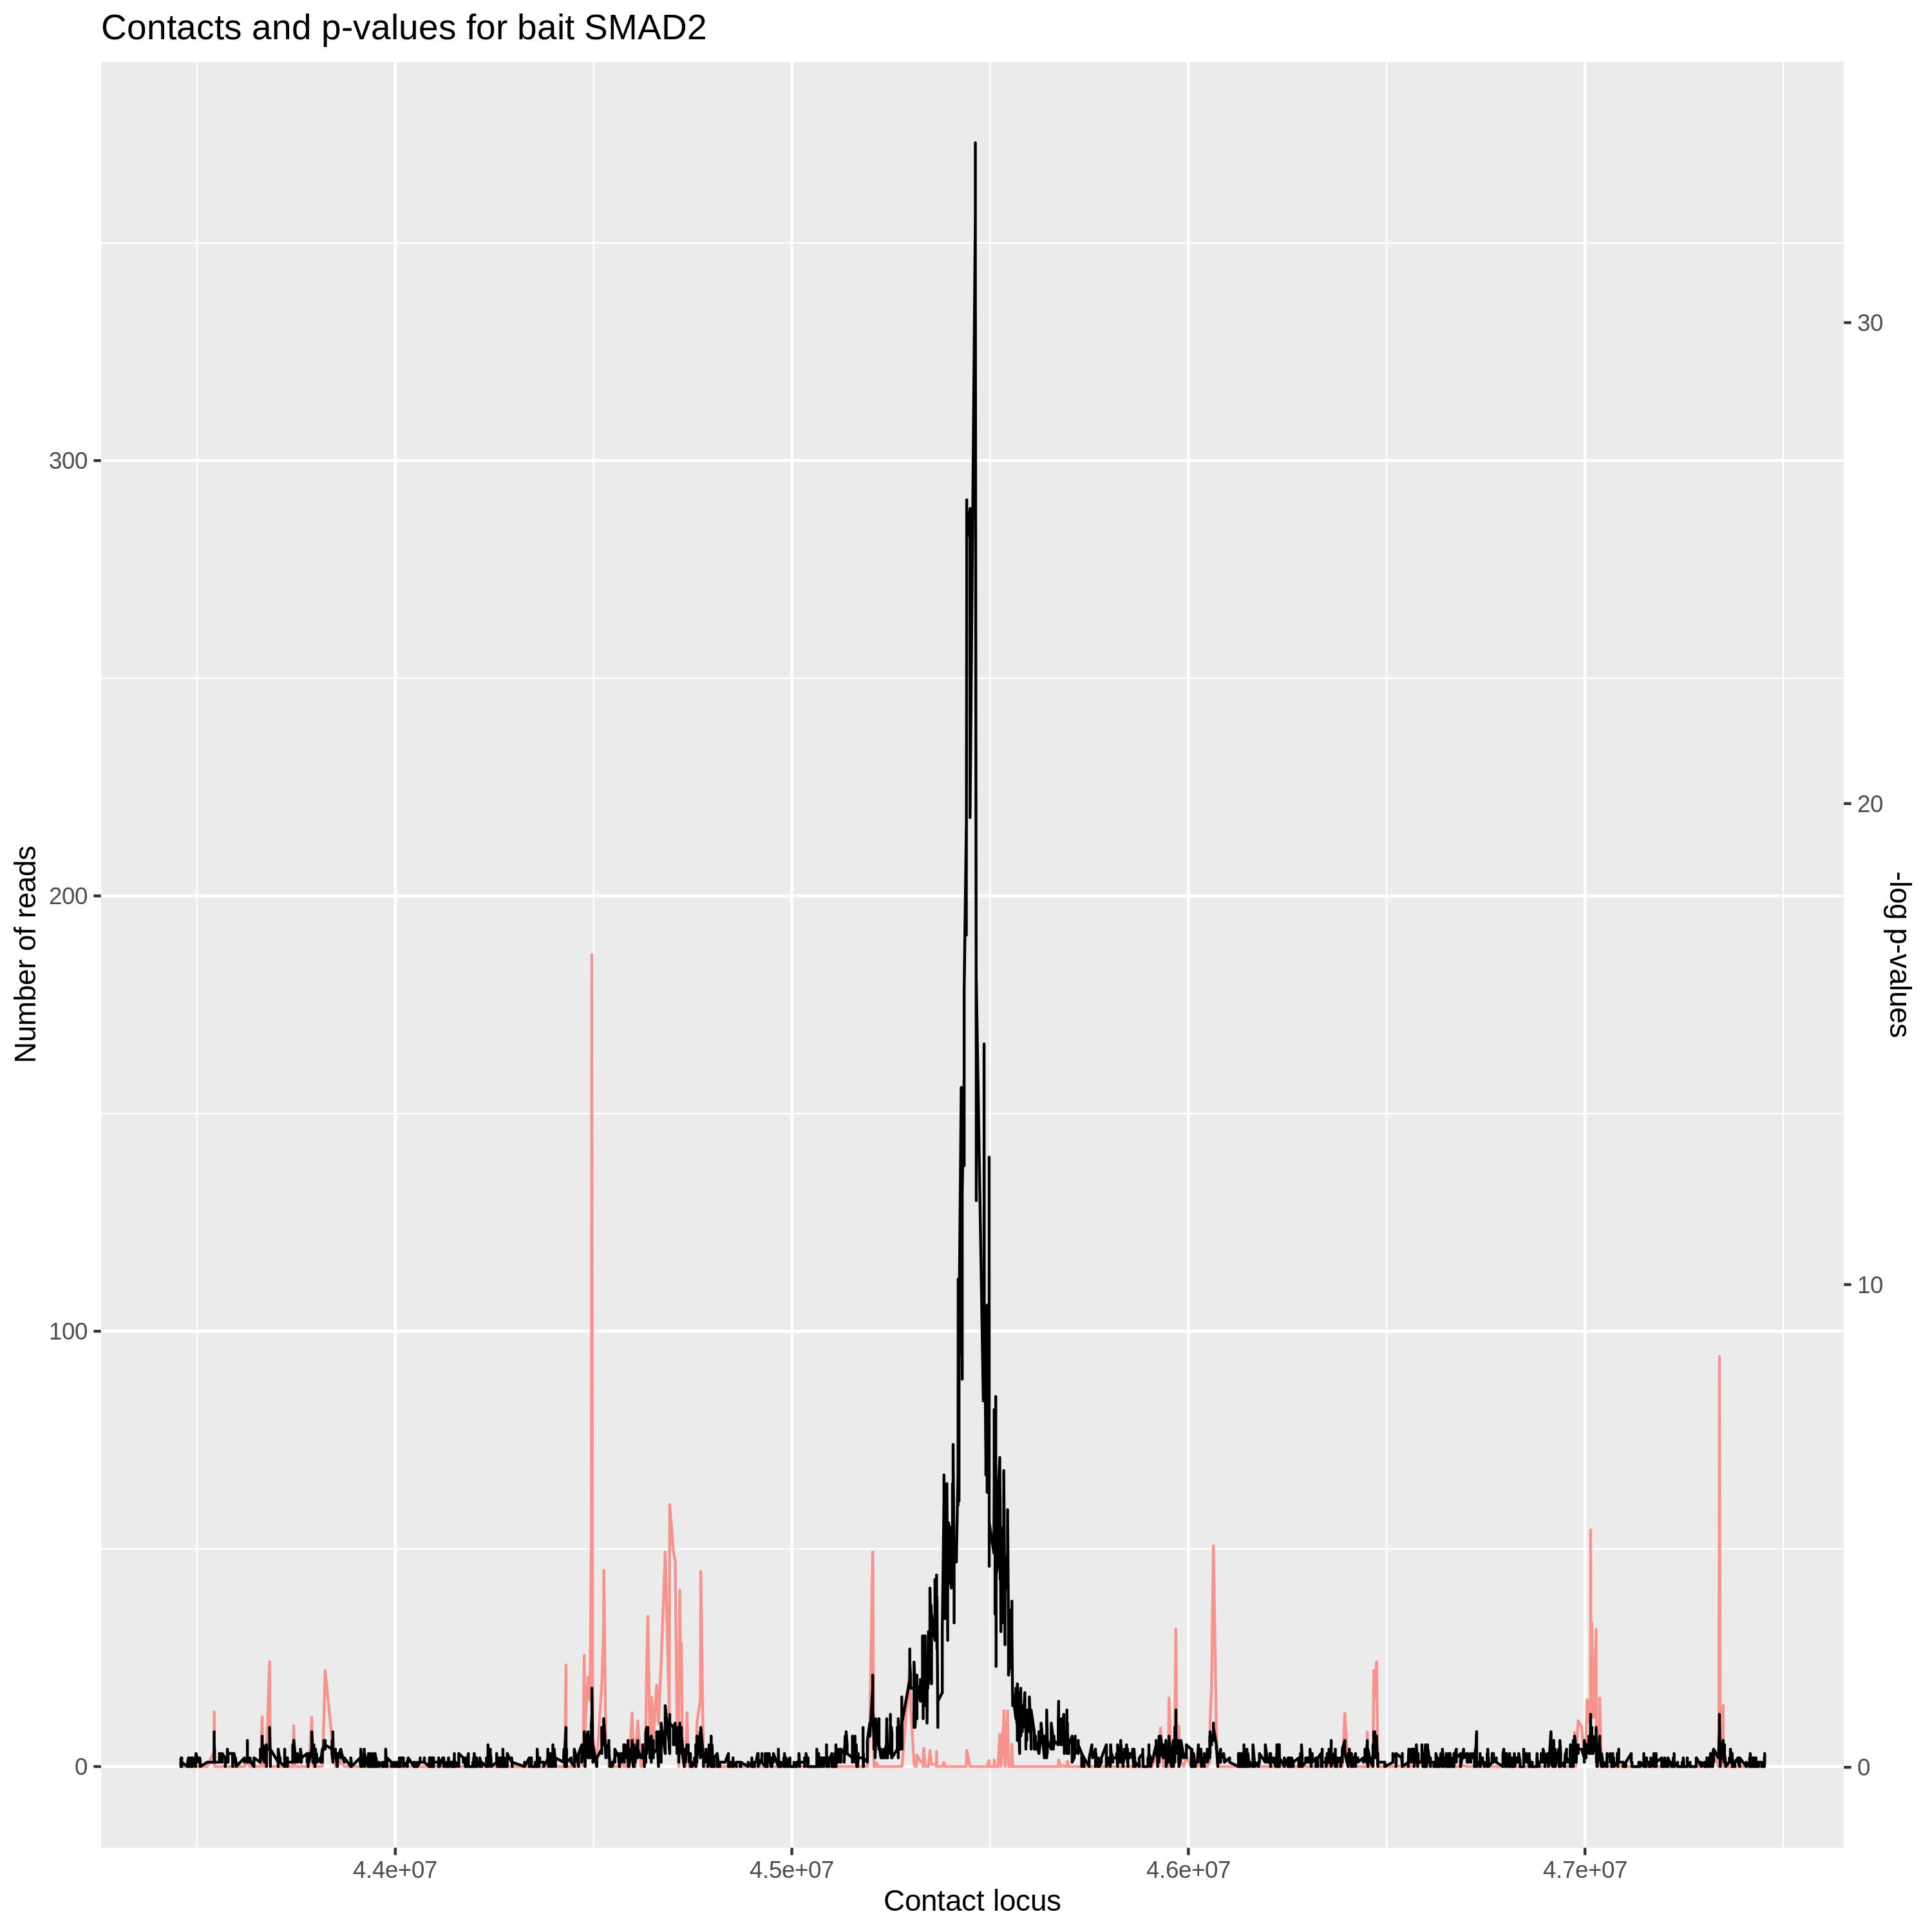 Contacts and p-values for bait SMAD2
Number of reads
300
200
100
0
30
20
10
0
-log p-values
4.4e+07
4.5e+07
4.6e+07
4.7e+07
Contact locus